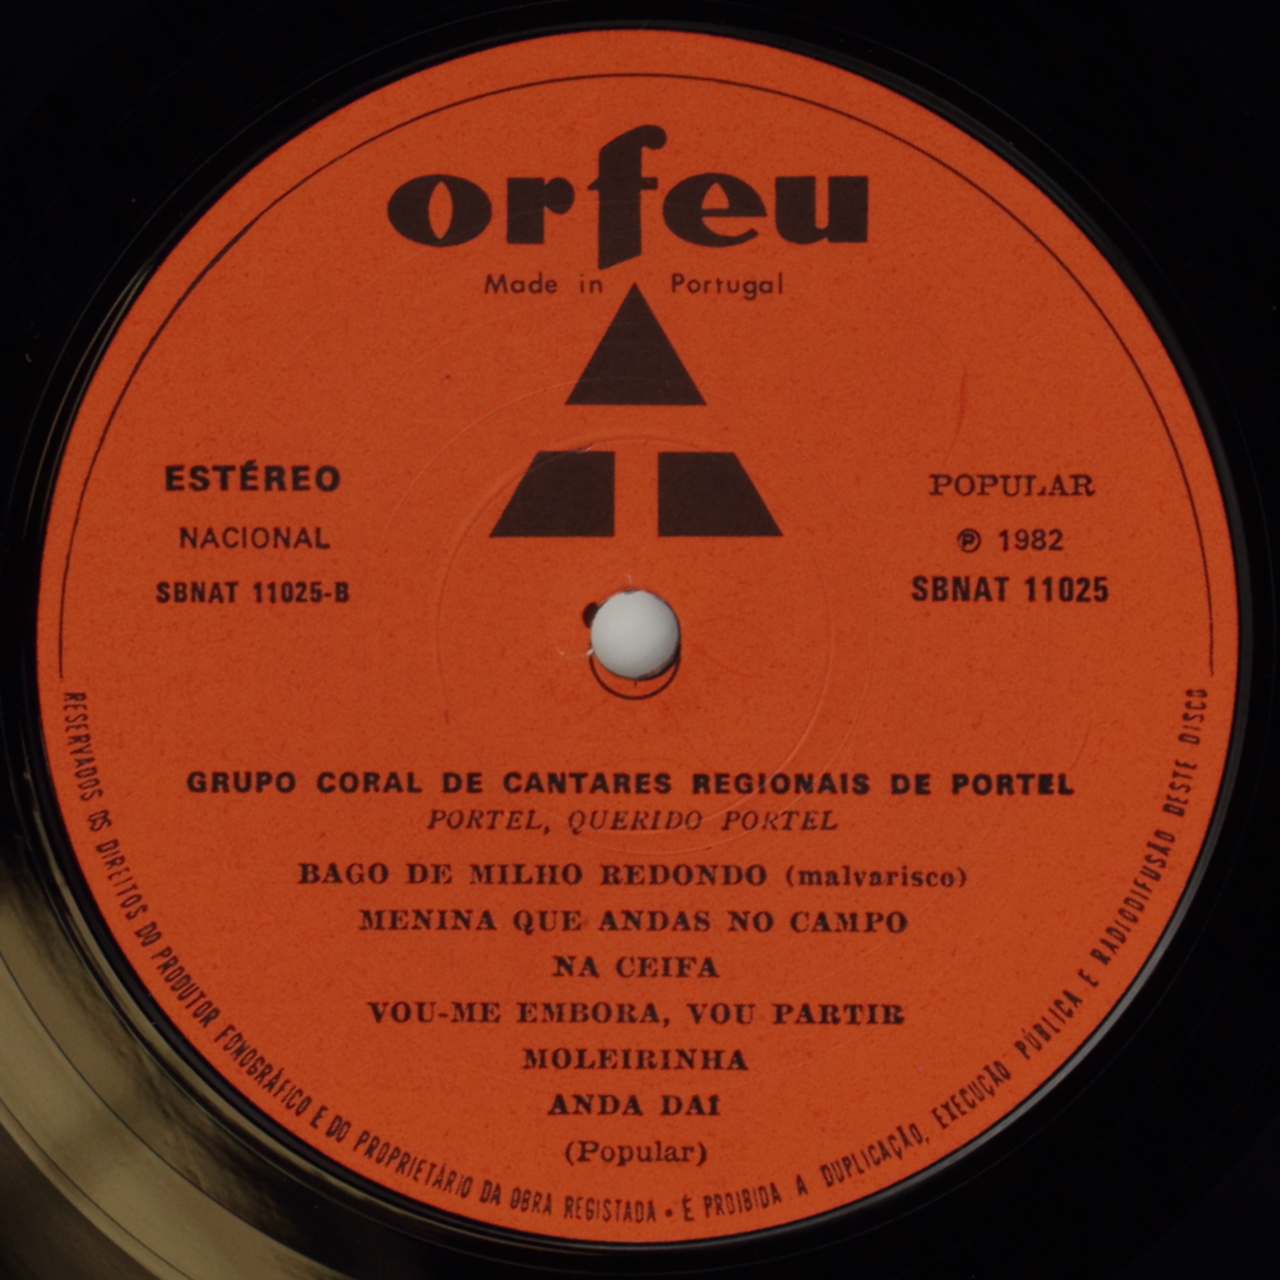 orfeu
Made in Portugal
ESTÉREO
NACIONAL
SBNAT 11025-B
POPULAR
℗ 1982
SBNAT 11025
GRUPO CORAL DE CANTARES REGIONAIS DE PORTEL
PORTEL, QUERIDO PORTEL
BAGO DE MILHO REDONDO (malvarisco)
MENINA QUE ANDAS NO CAMPO
NA CEIFA
VOU-ME EMBORA, VOU PARTIR
MOLEIRINHA
ANDA DAÍ
(Popular)
RESERVADOS OS DIREITOS DO PRODUTOR FONOGRÁFICO E DO PROPRIETÁRIO DA OBRA REGISTADA • É PROIBIDA A DUPLICAÇÃO, EXECUÇÃO PÚBLICA E RADIODIFUSÃO DESTE DISCO